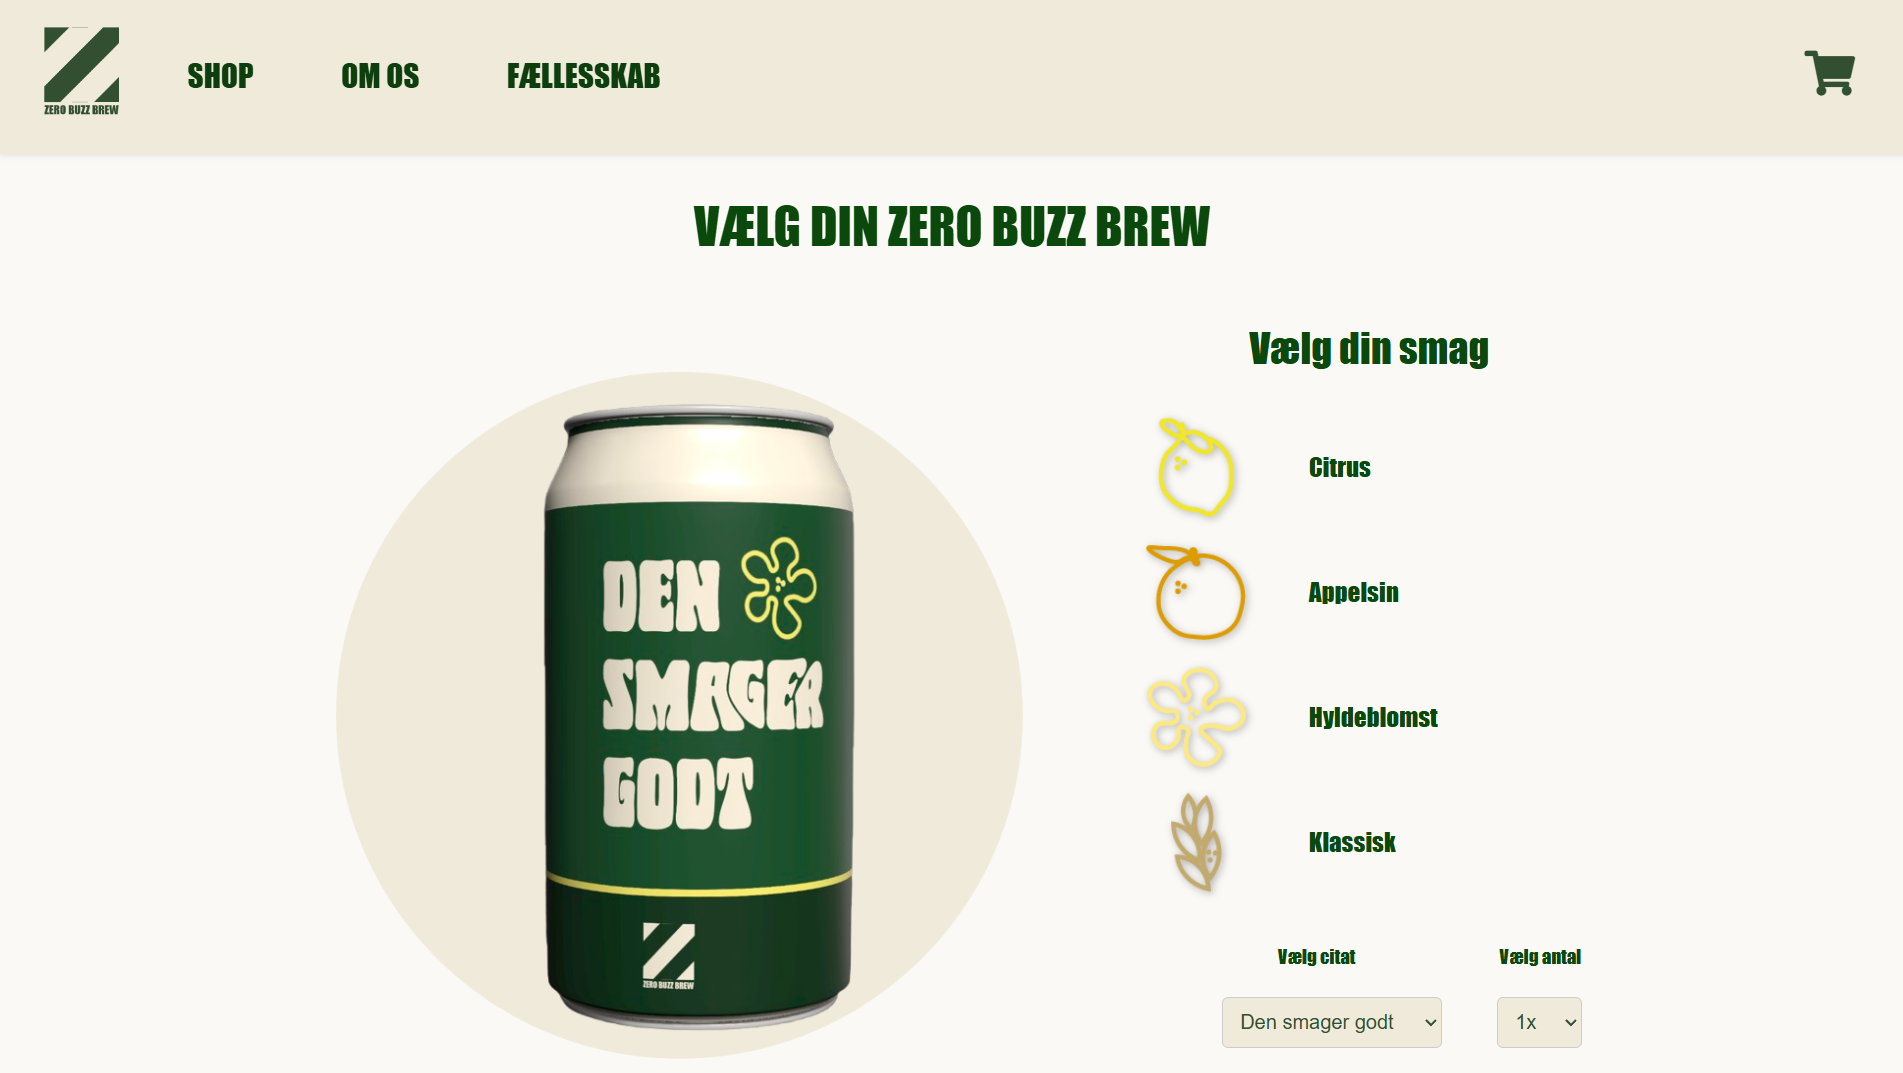 ZERO BUZZ BREW
SHOP
OM OS
FÆLLESSKAB
VÆLG DIN ZERO BUZZ BREW
DEN
SMAGER
GODT
ZERO BUZZ BREW
Vælg din smag
Citrus
Appelsin
Hyldeblomst
Klassisk
Vælg citat
Vælg antal
Den smager godt
1x